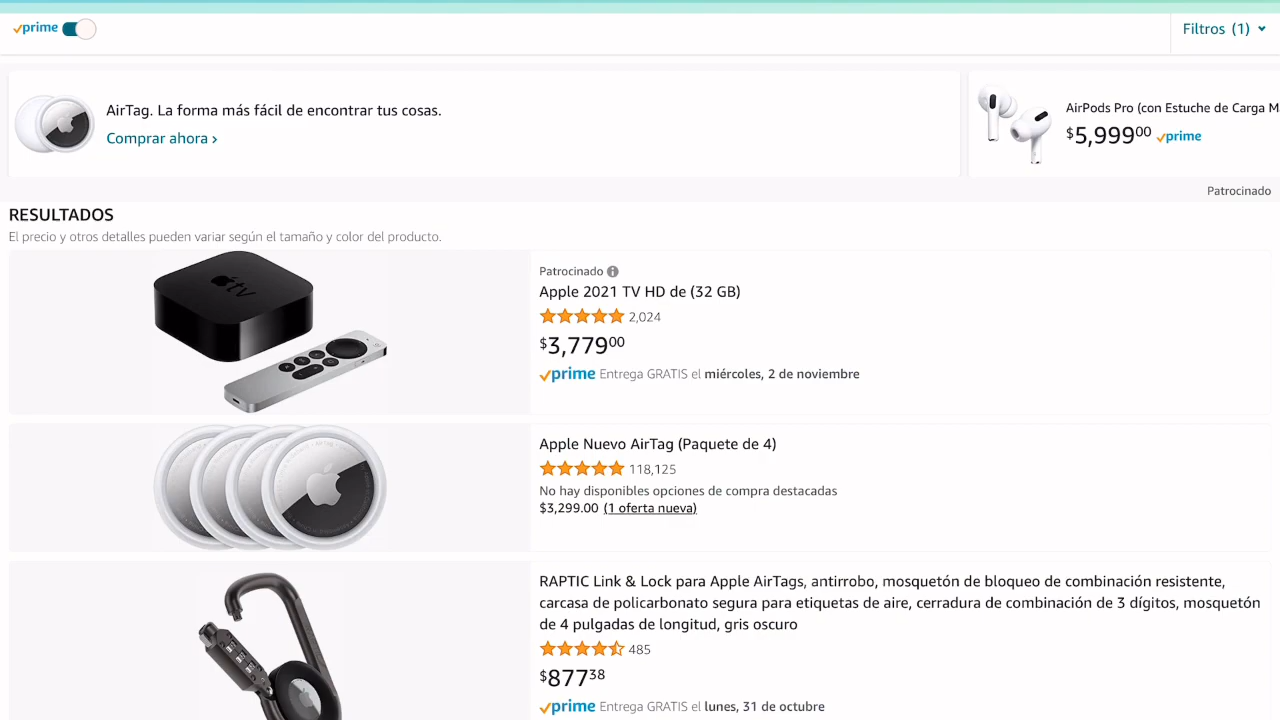 prime
Filtros (1)
AirTag. La forma más fácil de encontrar tus cosas.
Comprar ahora ›
AirPods Pro (con Estuche de Carga
$5,999⁰⁰ prime
Patrocinado
RESULTADOS
El precio y otros detalles pueden variar según el tamaño y color del producto.
tv
Patrocinado
Apple 2021 TV HD de (32 GB)
2,024
$3,779⁰⁰
prime Entrega GRATIS el miércoles, 2 de noviembre
Apple Nuevo AirTag (Paquete de 4)
118,125
No hay disponibles opciones de compra destacadas
$3,299.00 (1 oferta nueva)
RAPTIC Link & Lock para Apple AirTags, antirrobo, mosquetón de bloqueo de combinación resistente,
carcasa de policarbonato segura para etiquetas de aire, cerradura de combinación de 3 dígitos, mosquetón
de 4 pulgadas de longitud, gris oscuro
485
$877³⁸
prime Entrega GRATIS el lunes, 31 de octubre